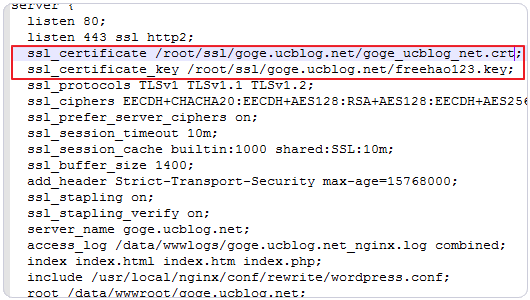 server {
listen 80;
listen 443 ssl http2;
ssl_certificate /root/ssl/goge.ucblog.net/goge_ucblog_net.crt;
ssl_certificate_key /root/ssl/goge.ucblog.net/freehao123.key;
ssl_protocols TLSv1 TLSv1.1 TLSv1.2;
ssl_ciphers EECDH+CHACHA20:EECDH+AES128:RSA+AES128:EECDH+AES256
ssl_prefer_server_ciphers on;
ssl_session_timeout 10m;
ssl_session_cache builtin:1000 shared:SSL:10m;
ssl_buffer_size 1400;
add_header Strict-Transport-Security max-age=15768000;
ssl_stapling on;
ssl_stapling_verify on;
server_name goge.ucblog.net;
access_log /data/wwwlogs/goge.ucblog.net_nginx.log combined;
index index.html index.htm index.php;
include /usr/local/nginx/conf/rewrite/wordpress.conf;
root /data/wwwroot/goge.ucblog.net;